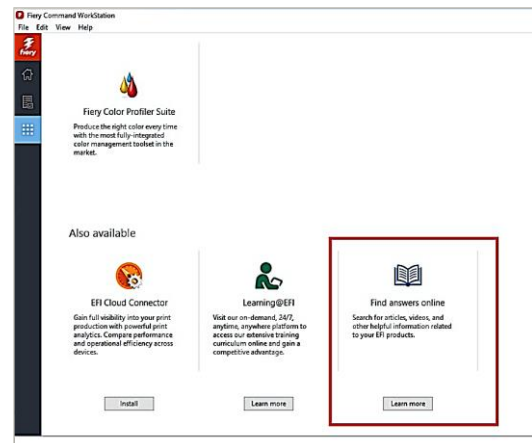 Fiery Command WorkStation
File Edit View Help
fiery
Fiery Color Profiler Suite
Produce the right color every time
with the most fully-integrated
color management toolset in the
market.
Also available
EFI Cloud Connector
Gain full visibility into your print
production with powerful print
analytics. Compare performance
and operational efficiency across
devices.
Install
Learning@EFI
Visit our on-demand, 24/7,
anytime, anywhere platform to
access our extensive training
curriculum online and gain a
competitive advantage.
Learn more
Find answers online
Search for articles, videos, and
other helpful information related
to your EFI products.
Learn more